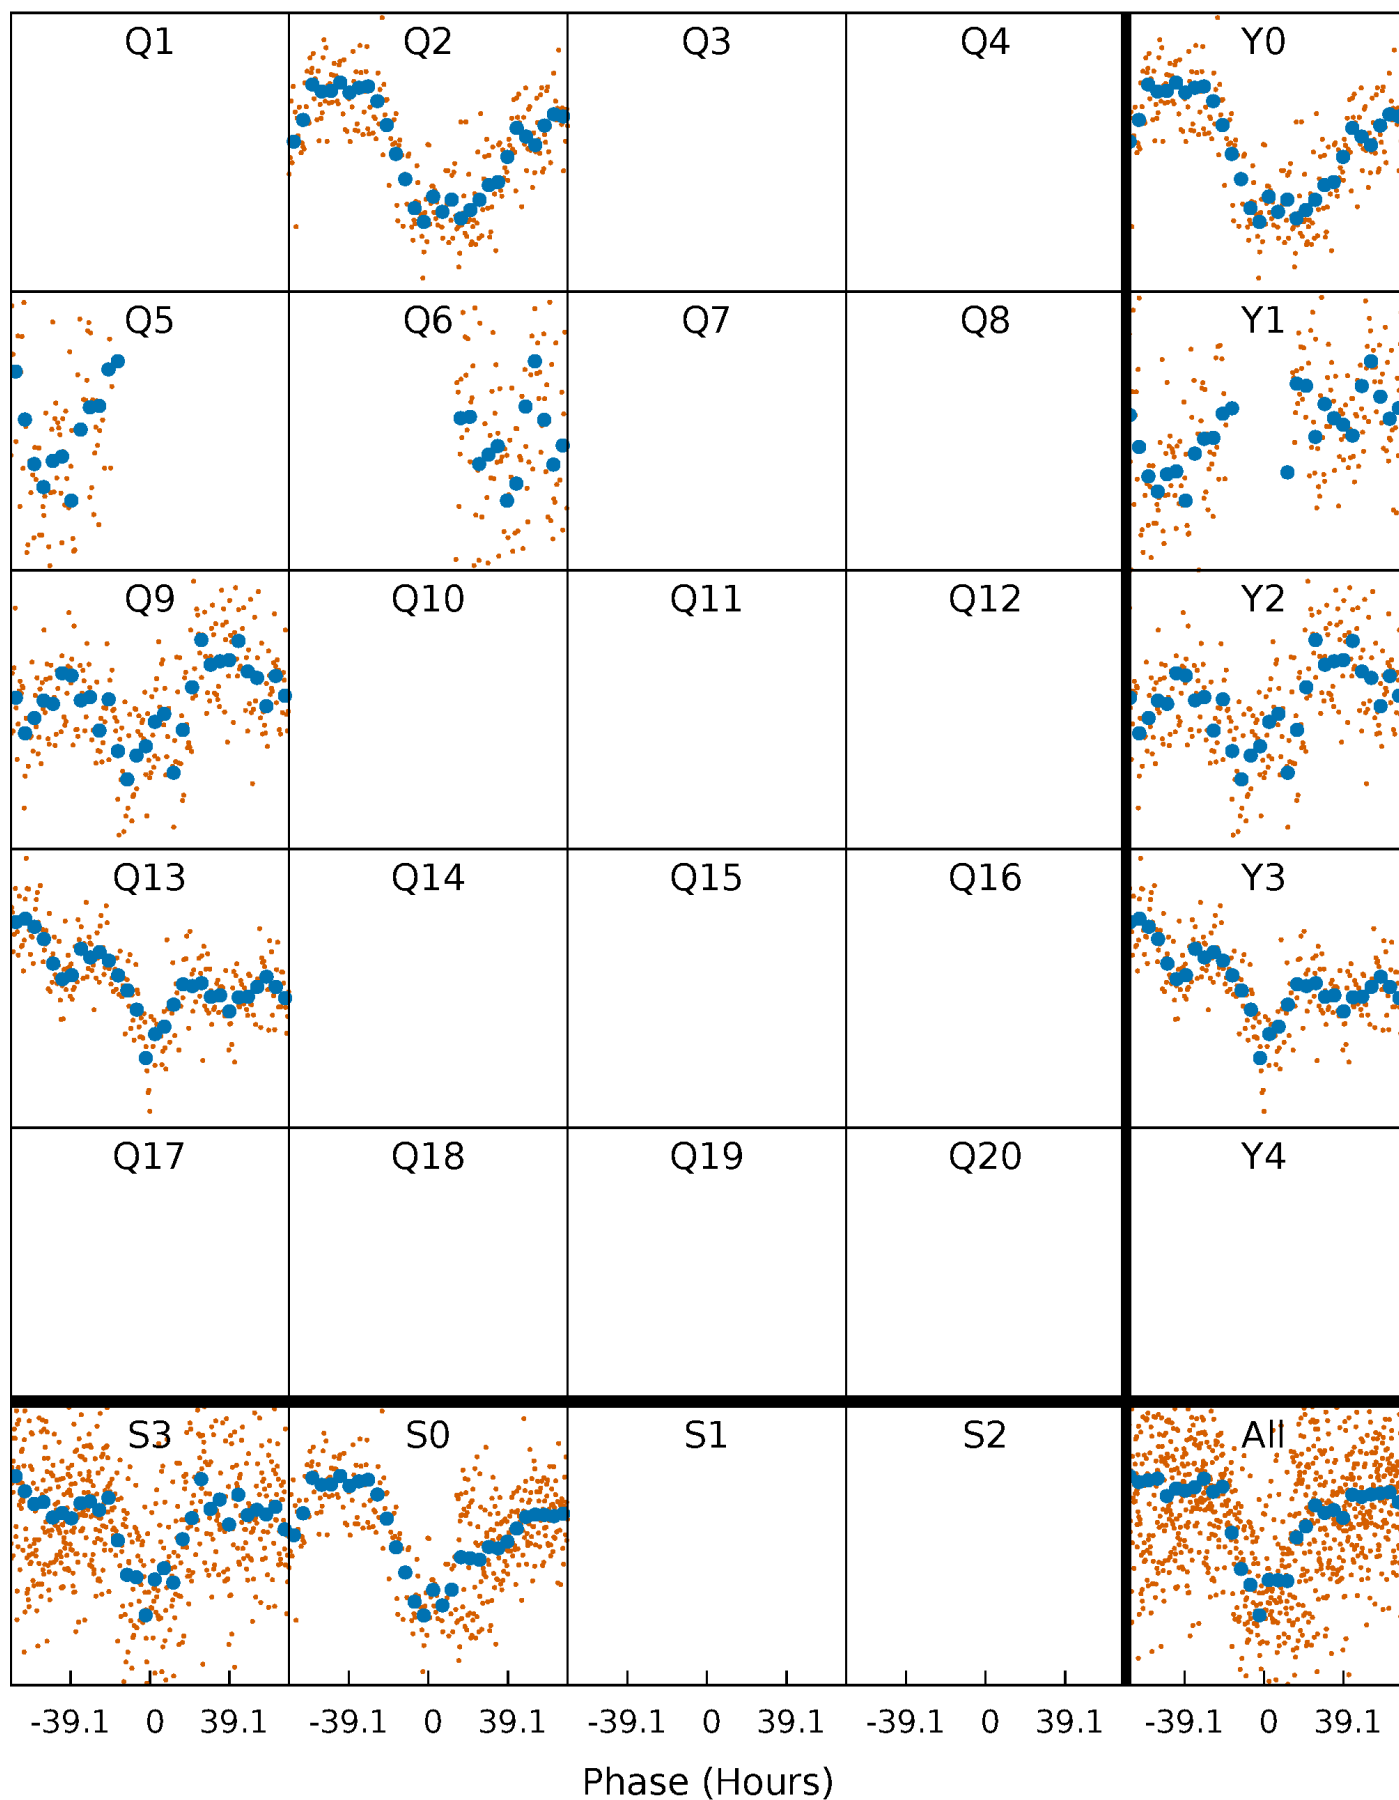 Q1 Q2 Q3 Q4 Y0
Q5 Q6 Q7 Q8 Y1
Q9 Q10 Q11 Q12 Y2
Q13 Q14 Q15 Q16 Y3
Q17 Q18 Q19 Q20 Y4
S3 S0 S1 S2 All
-39.1 0 39.1 -39.1 0 39.1 -39.1 0 39.1 -39.1 0 39.1 -39.1 0 39.1
Phase (Hours)